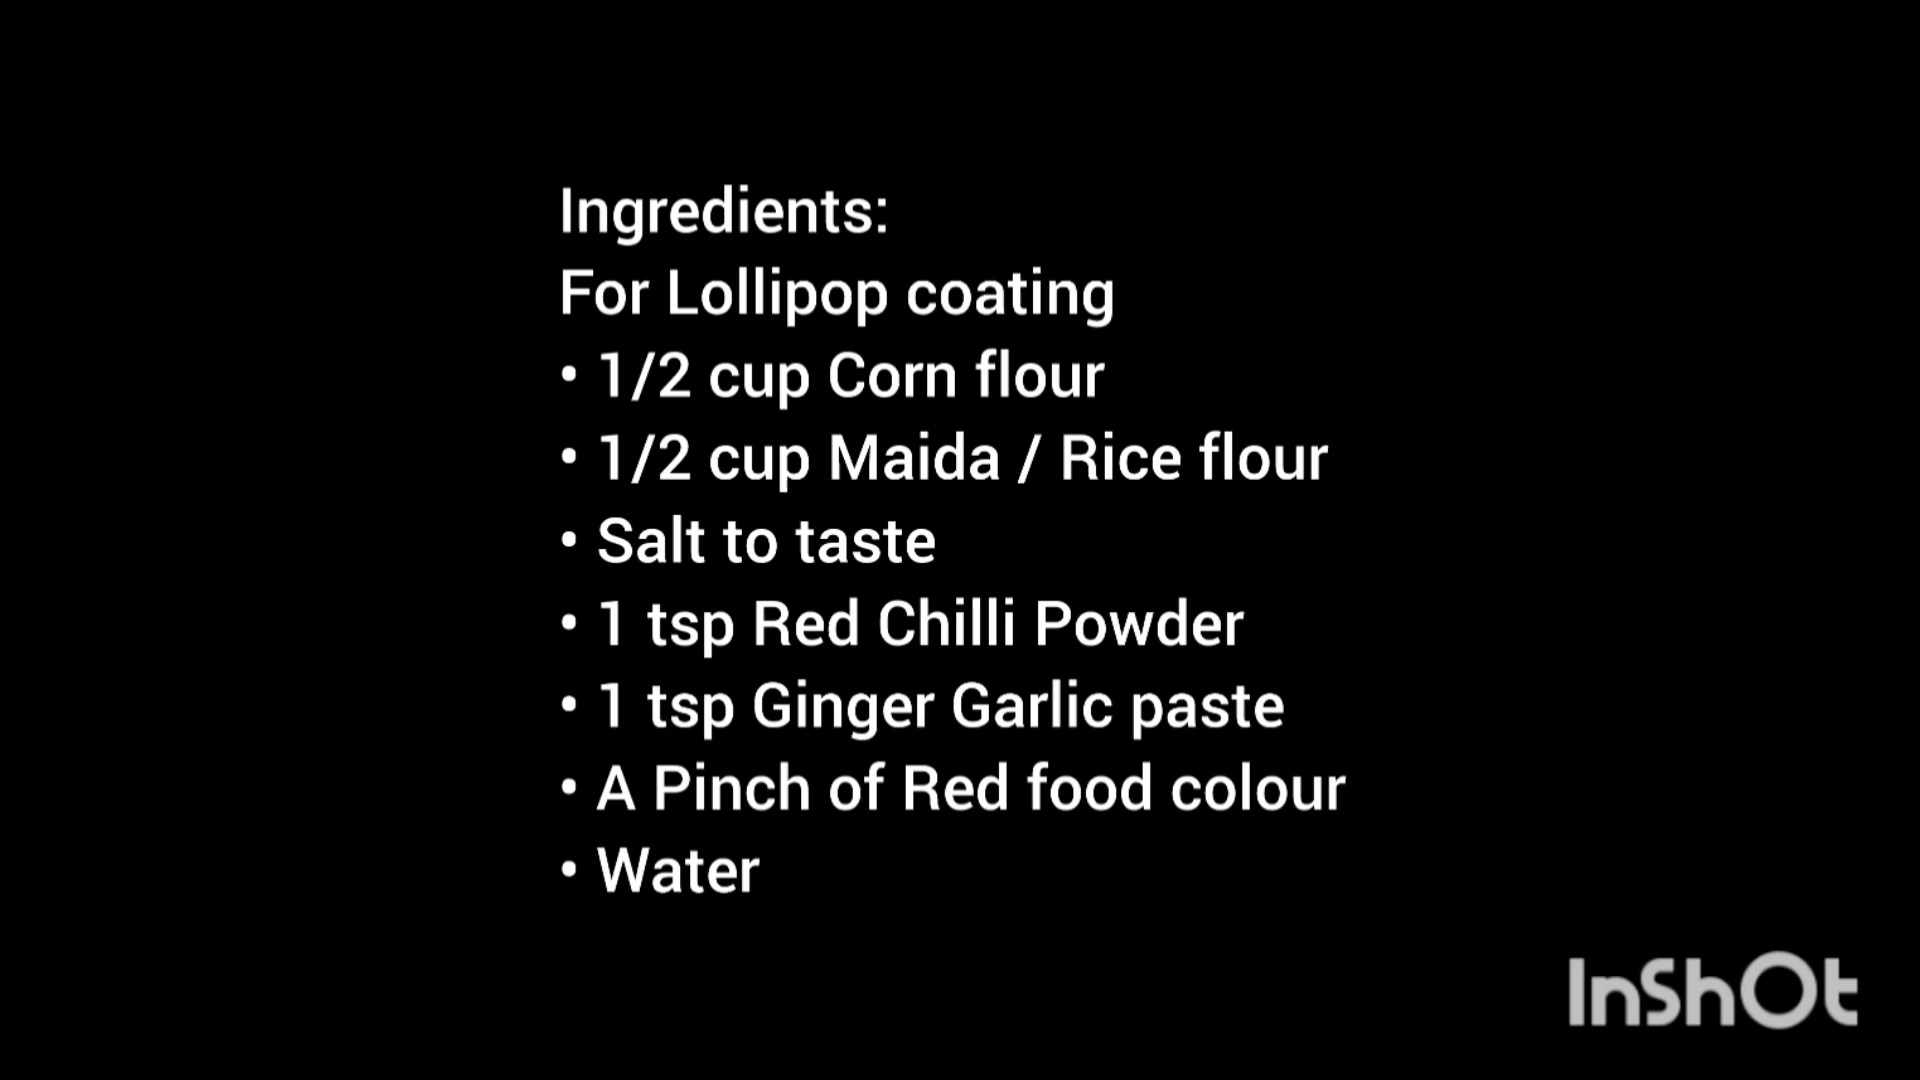 Ingredients:
For Lollipop coating
• 1/2 cup Corn flour
• 1/2 cup Maida / Rice flour
• Salt to taste
• 1 tsp Red Chilli Powder
• 1 tsp Ginger Garlic paste
• A Pinch of Red food colour
• Water
InShOt